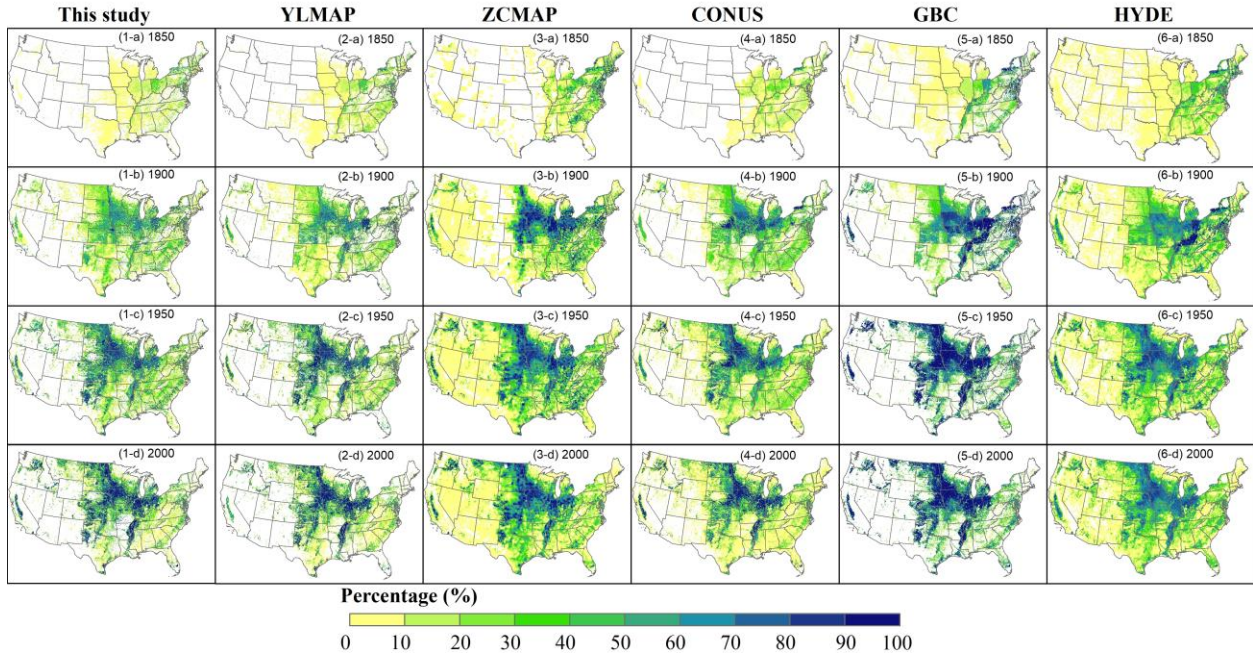 This study YLMAP ZCMAP CONUS GBC HYDE
(1-a) 1850 (2-a) 1850 (3-a) 1850 (4-a) 1850 (5-a) 1850 (6-a) 1850
(1-b) 1900 (2-b) 1900 (3-b) 1900 (4-b) 1900 (5-b) 1900 (6-b) 1900
(1-c) 1950 (2-c) 1950 (3-c) 1950 (4-c) 1950 (5-c) 1950 (6-c) 1950
(1-d) 2000 (2-d) 2000 (3-d) 2000 (4-d) 2000 (5-d) 2000 (6-d) 2000
Percentage (%)
0 10 20 30 40 50 60 70 80 90 100